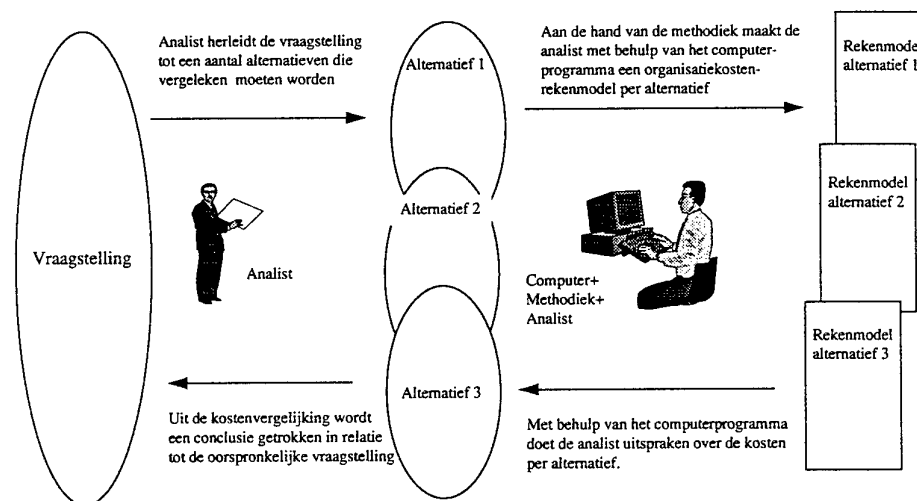 Analist herleidt de vraagstelling
tot een aantal alternatieven die
vergeleken moeten worden
Alternatief 1
Aan de hand van de methodiek maakt de
analist met behulp van het computer-
programma een organisatiekosten-
rekenmodel per alternatief
Rekenmodel
alternatief 1
Vraagstelling
Analist
Alternatief 2
Computer+
Methodiek+
Analist
Rekenmodel
alternatief 2
Rekenmodel
alternatief 3
Alternatief 3
Uit de kostenvergelijking wordt
een conclusie getrokken in relatie
tot de oorspronkelijke vraagstelling
Met behulp van het computerprogramma
doet de analist uitspraken over de kosten
per alternatief.